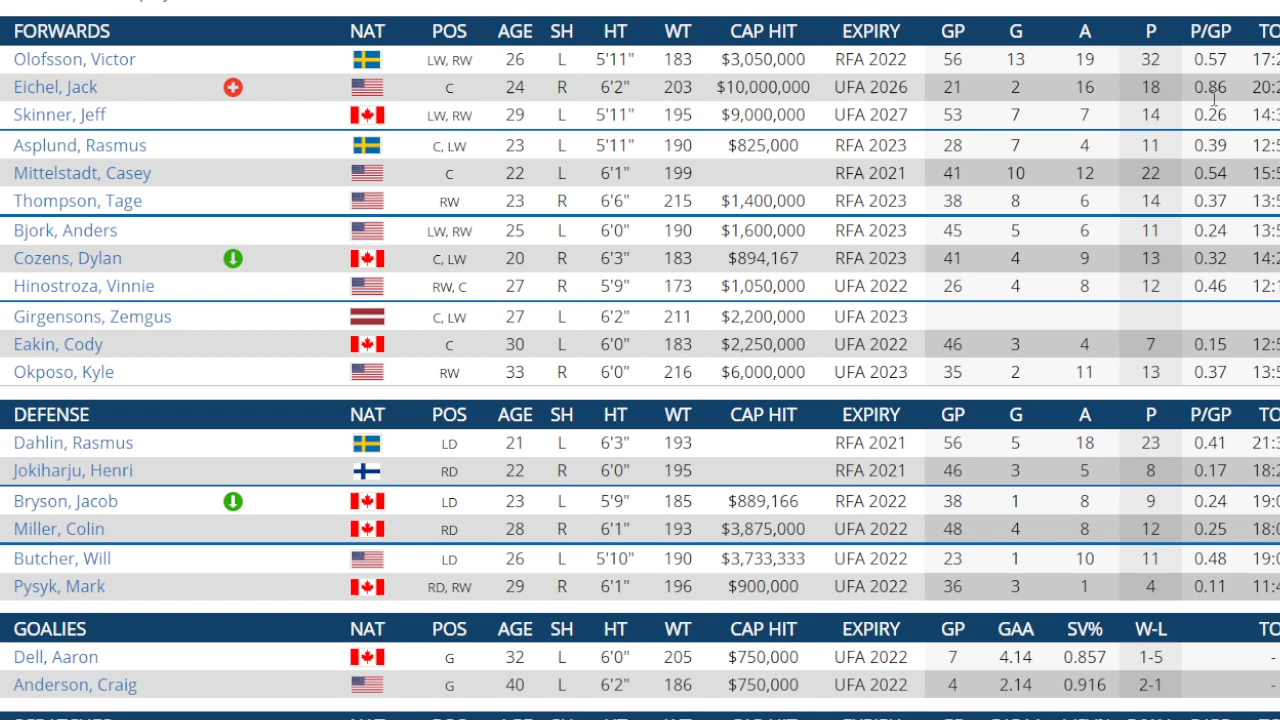 FORWARDS NAT POS AGE SH HT WT CAP HIT EXPIRY GP G A P P/GP
Olofsson, Victor LW, RW 26 L 5'11" 183 $3,050,000 RFA 2022 56 13 19 32 0.57
Eichel, Jack C 24 R 6'2" 203 $10,000,000 UFA 2026 21 2 16 18 0.86
Skinner, Jeff LW, RW 29 L 5'11" 195 $9,000,000 UFA 2027 53 7 7 14 0.26
Asplund, Rasmus C, LW 23 L 5'11" 190 $825,000 RFA 2023 28 7 4 11 0.39
Mittelstadt, Casey C 22 L 6'1" 199 RFA 2021 41 10 12 22 0.54
Thompson, Tage RW 23 R 6'6" 215 $1,400,000 RFA 2023 38 8 6 14 0.37
Bjork, Anders LW, RW 25 L 6'0" 190 $1,600,000 RFA 2023 45 5 6 11 0.24
Cozens, Dylan C, LW 20 R 6'3" 183 $894,167 RFA 2023 41 4 9 13 0.32
Hinostroza, Vinnie RW, C 27 R 5'9" 173 $1,050,000 UFA 2022 26 4 8 12 0.46
Girgensons, Zemgus C, LW 27 L 6'2" 211 $2,200,000 UFA 2023
Eakin, Cody C 30 L 6'0" 183 $2,250,000 UFA 2022 46 3 4 7 0.15
Okposo, Kyle RW 33 R 6'0" 216 $6,000,000 UFA 2023 35 2 11 13 0.37
DEFENSE NAT POS AGE SH HT WT CAP HIT EXPIRY GP G A P P/GP
Dahlin, Rasmus LD 21 L 6'3" 193 RFA 2021 56 5 18 23 0.41
Jokiharju, Henri RD 22 R 6'0" 195 RFA 2021 46 3 5 8 0.17
Bryson, Jacob LD 23 L 5'9" 185 $889,166 RFA 2022 38 1 8 9 0.24
Miller, Colin RD 28 R 6'1" 193 $3,875,000 UFA 2022 48 4 8 12 0.25
Butcher, Will LD 26 L 5'10" 190 $3,733,333 UFA 2022 23 1 10 11 0.48
Pysyk, Mark RD, RW 29 R 6'1" 196 $900,000 UFA 2022 36 3 1 4 0.11
GOALIES NAT POS AGE SH HT WT CAP HIT EXPIRY GP GAA SV% W-L
Dell, Aaron G 32 L 6'0" 205 $750,000 UFA 2022 7 4.14 0.857 1-5 -
Anderson, Craig G 40 L 6'2" 186 $750,000 UFA 2022 4 2.14 0.916 2-1 -